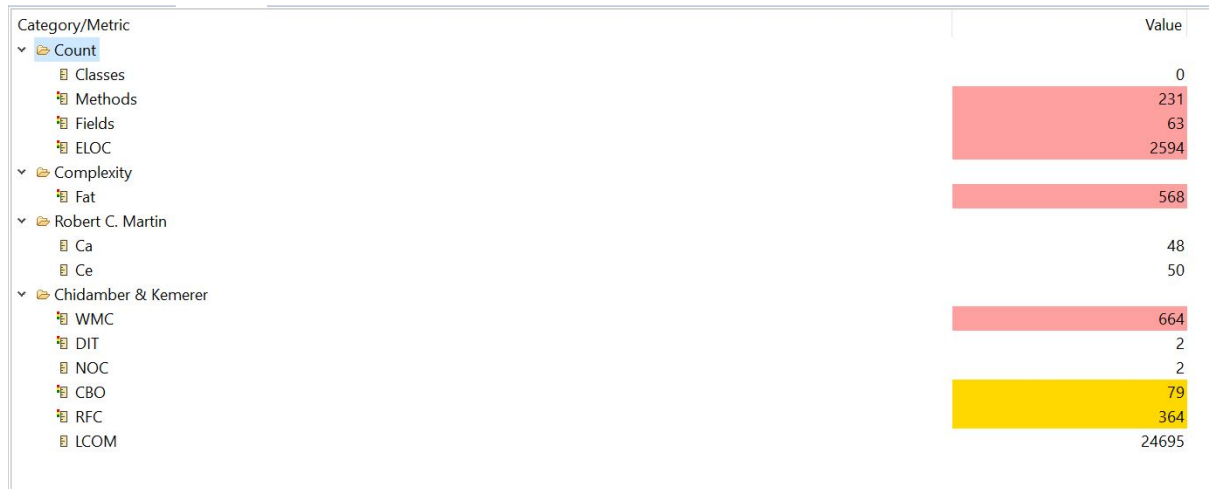 Category/Metric Value
Count
Classes 0
Methods 231
Fields 63
ELOC 2594
Complexity
Fat 568
Robert C. Martin
Ca 48
Ce 50
Chidamber & Kemerer
WMC 664
DIT 2
NOC 2
CBO 79
RFC 364
LCOM 24695